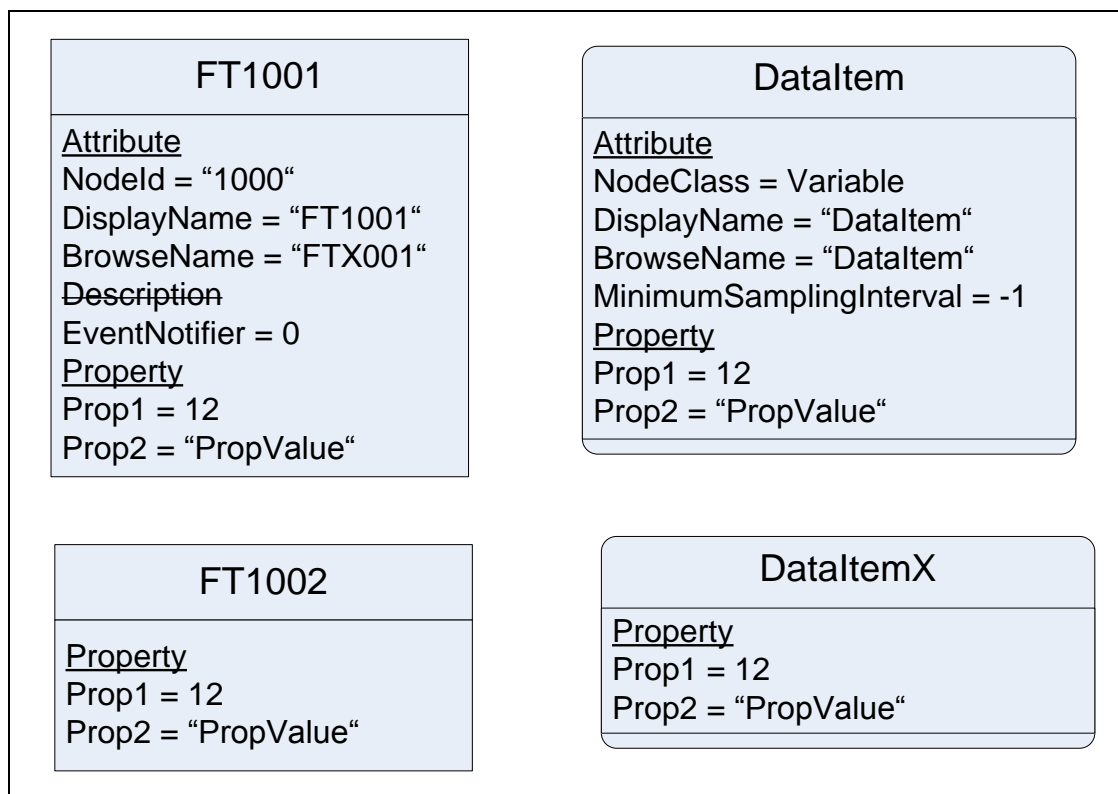 FT1001
Attribute
NodeId = “1000“
DisplayName = “FT1001“
BrowseName = “FTX001“
Description
EventNotifier = 0
Property
Prop1 = 12
Prop2 = “PropValue“
DataItem
Attribute
NodeClass = Variable
DisplayName = “DataItem“
BrowseName = “DataItem“
MinimumSamplingInterval = -1
Property
Prop1 = 12
Prop2 = “PropValue“
FT1002
Property
Prop1 = 12
Prop2 = “PropValue“
DataItemX
Property
Prop1 = 12
Prop2 = “PropValue“